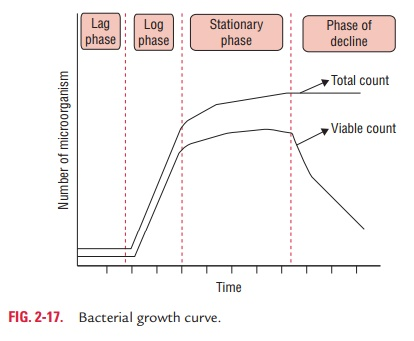 Lag
phase
Log
phase
Stationary
phase
Phase of
decline
Total count
Viable count
Number of microorganism
Time
FIG. 2-17. Bacterial growth curve.